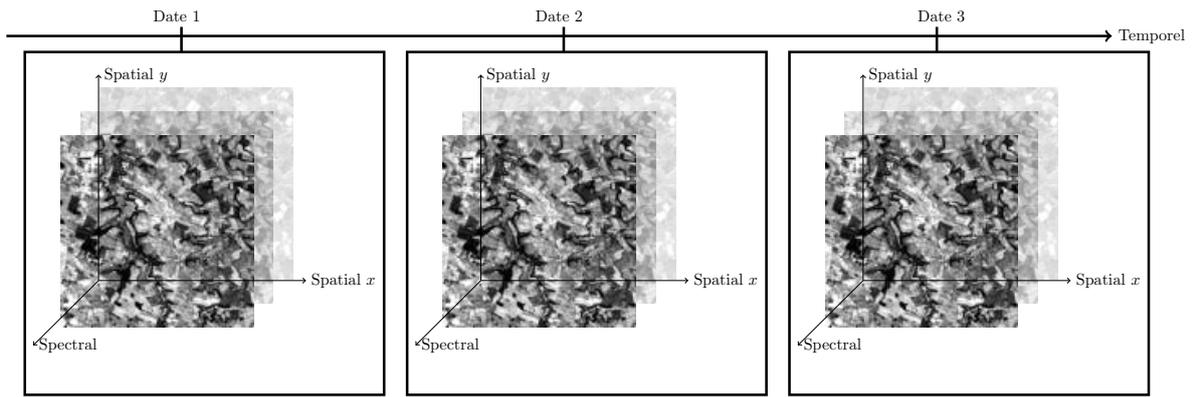 Date 1
Date 2
Date 3
Temporel
Spatial y
Spatial x
Spectral
Spatial y
Spatial x
Spectral
Spatial y
Spatial x
Spectral